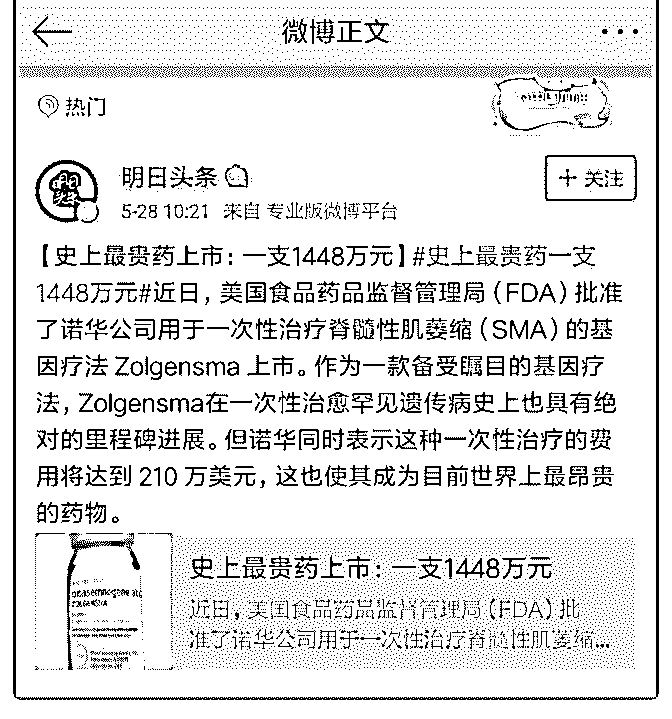 微博正文
热门
明日头条
+ 关注
5-28 10:21 来自 专业版微博平台
【史上最贵药上市：一支1448万元】#史上最贵药一支
1448万元#近日，美国食品药品监督管理局（FDA）批准
了诺华公司用于一次性治疗脊髓性肌萎缩（SMA）的基
因疗法 Zolgensma 上市。作为一款备受瞩目的基因疗
法，Zolgensma在一次性治愈罕见遗传病史上也具有绝
对的里程碑进展。但诺华同时表示这种一次性治疗的费
用将达到 210 万美元，这也使其成为目前世界上最昂贵
的药物。
史上最贵药上市：一支1448万元
近日，美国食品药品监督管理局（FDA）批
准了诺华公司用于一次性治疗脊髓性肌萎缩...